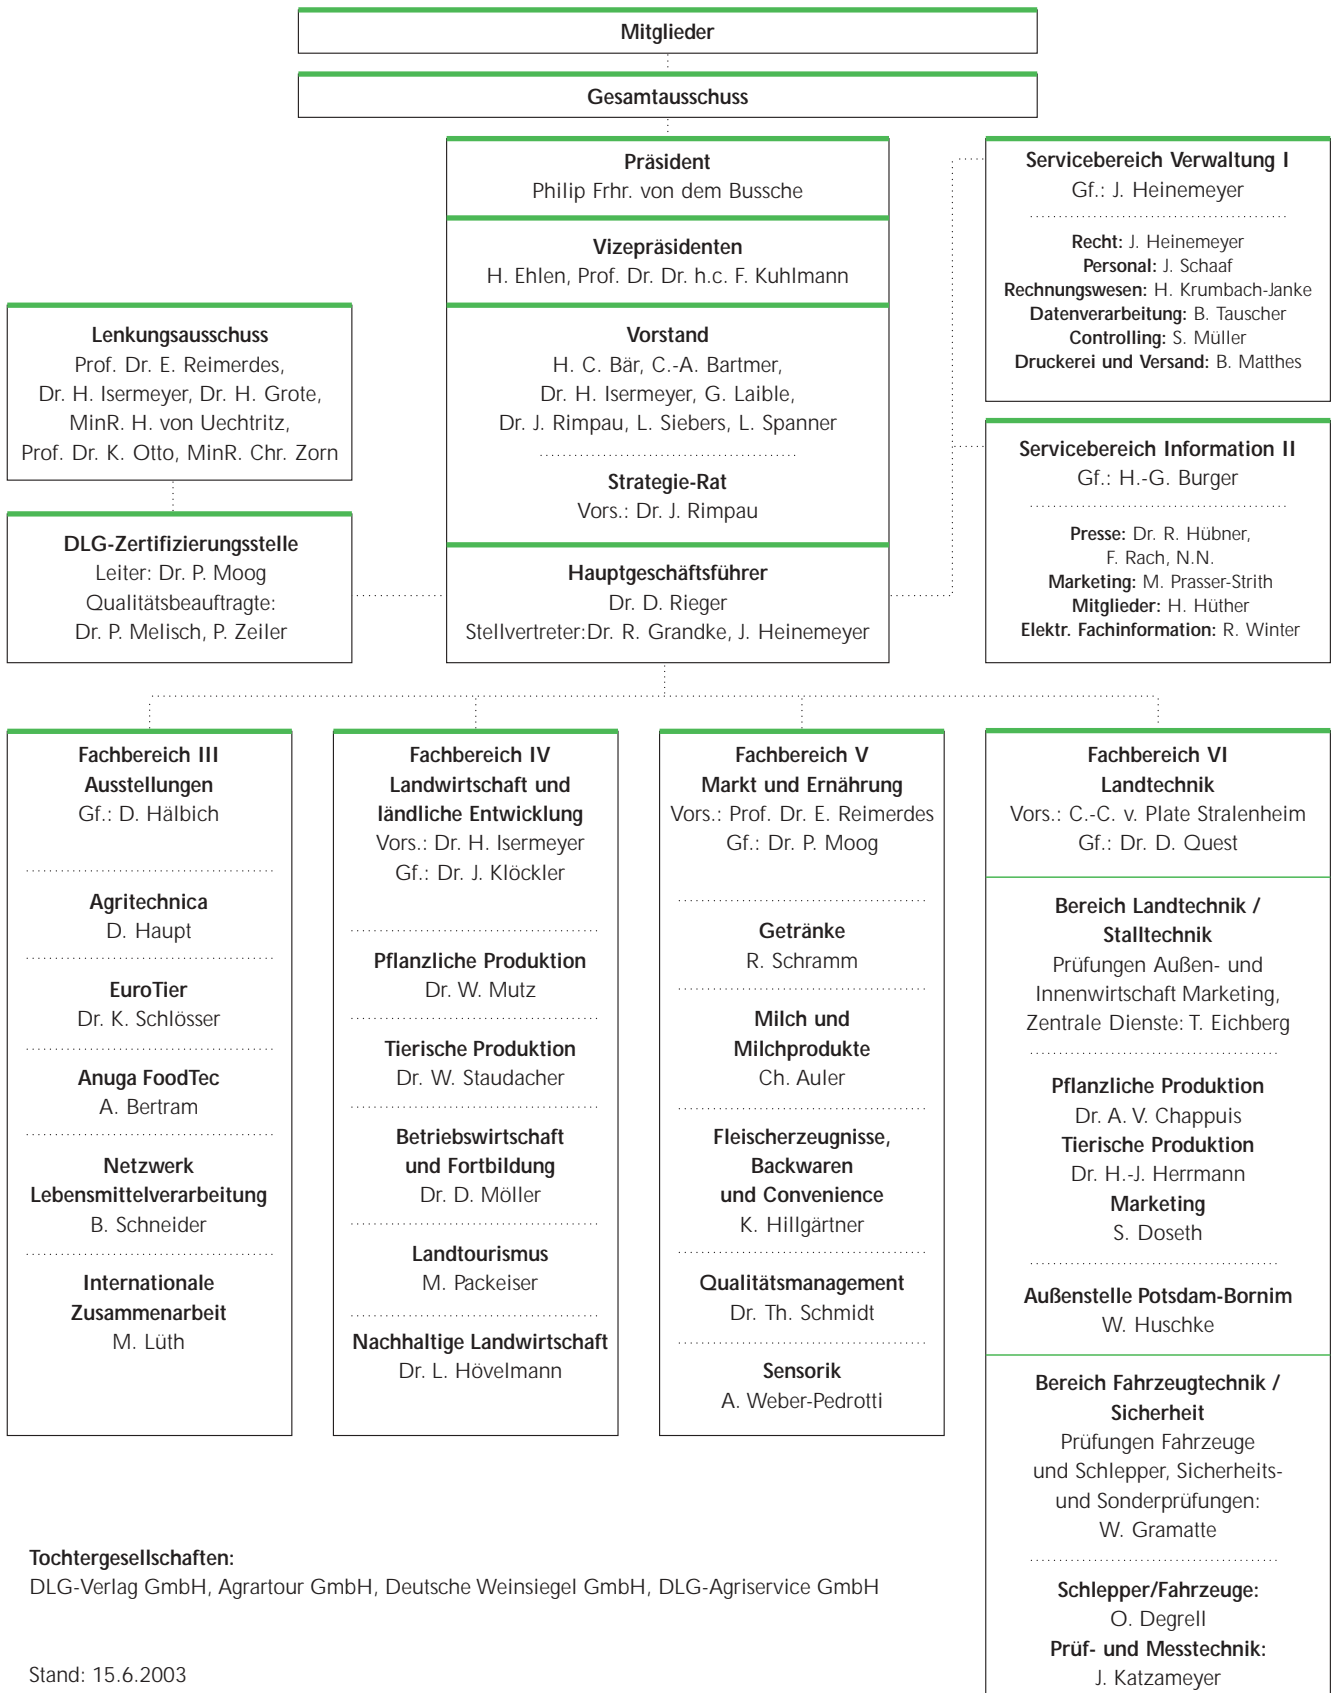 Mitglieder
Gesamtausschuss
Präsident
Philip Frhr. von dem Bussche
Vizepräsidenten
H. Ehlen, Prof. Dr. Dr. h.c. F. Kuhlmann
Vorstand
H. C. Bär, C.-A. Bartmer,
Dr. H. Isermeyer, G. Laible,
Dr. J. Rimpau, L. Siebers, L. Spanner
Strategie-Rat
Vors.: Dr. J. Rimpau
Hauptgeschäftsführer
Dr. D. Rieger
Stellvertreter:Dr. R. Grandke, J. Heinemeyer
Lenkungsausschuss
Prof. Dr. E. Reimerdes,
Dr. H. Isermeyer, Dr. H. Grote,
MinR. H. von Uechtritz,
Prof. Dr. K. Otto, MinR. Chr. Zorn
DLG-Zertifizierungsstelle
Leiter: Dr. P. Moog
Qualitätsbeauftragte:
Dr. P. Melisch, P. Zeiler
Servicebereich Verwaltung I
Gf.: J. Heinemeyer
Recht: J. Heinemeyer
Personal: J. Schaaf
Rechnungswesen: H. Krumbach-Janke
Datenverarbeitung: B. Tauscher
Controlling: S. Müller
Druckerei und Versand: B. Matthes
Servicebereich Information II
Gf.: H.-G. Burger
Presse: Dr. R. Hübner,
F. Rach, N.N.
Marketing: M. Prasser-Strith
Mitglieder: H. Hüther
Elektr. Fachinformation: R. Winter
Fachbereich III
Ausstellungen
Gf.: D. Hälbich
Agritechnica
D. Haupt
EuroTier
Dr. K. Schlösser
Anuga FoodTec
A. Bertram
Netzwerk
Lebensmittelverarbeitung
B. Schneider
Internationale
Zusammenarbeit
M. Lüth
Fachbereich IV
Landwirtschaft und
ländliche Entwicklung
Vors.: Dr. H. Isermeyer
Gf.: Dr. J. Klöckler
Pflanzliche Produktion
Dr. W. Mutz
Tierische Produktion
Dr. W. Staudacher
Betriebswirtschaft
und Fortbildung
Dr. D. Möller
Landtourismus
M. Packeiser
Nachhaltige Landwirtschaft
Dr. L. Hövelmann
Fachbereich V
Markt und Ernährung
Vors.: Prof. Dr. E. Reimerdes
Gf.: Dr. P. Moog
Getränke
R. Schramm
Milch und
Milchprodukte
Ch. Auler
Fleischerzeugnisse,
Backwaren
und Convenience
K. Hillgärtner
Qualitätsmanagement
Dr. Th. Schmidt
Sensorik
A. Weber-Pedrotti
Fachbereich VI
Landtechnik
Vors.: C.-C. v. Plate Stralenheim
Gf.: Dr. D. Quest
Bereich Landtechnik /
Stalltechnik
Prüfungen Außen- und
Innenwirtschaft Marketing,
Zentrale Dienste: T. Eichberg
Pflanzliche Produktion
Dr. A. V. Chappuis
Tierische Produktion
Dr. H.-J. Herrmann
Marketing
S. Doseth
Außenstelle Potsdam-Bornim
W. Huschke
Bereich Fahrzeugtechnik /
Sicherheit
Prüfungen Fahrzeuge
und Schlepper, Sicherheits-
und Sonderprüfungen:
W. Gramatte
Schlepper/Fahrzeuge:
O. Degrell
Prüf- und Messtechnik:
J. Katzameyer
Tochtergesellschaften:
DLG-Verlag GmbH, Agrartour GmbH, Deutsche Weinsiegel GmbH, DLG-Agriservice GmbH
Stand: 15.6.2003